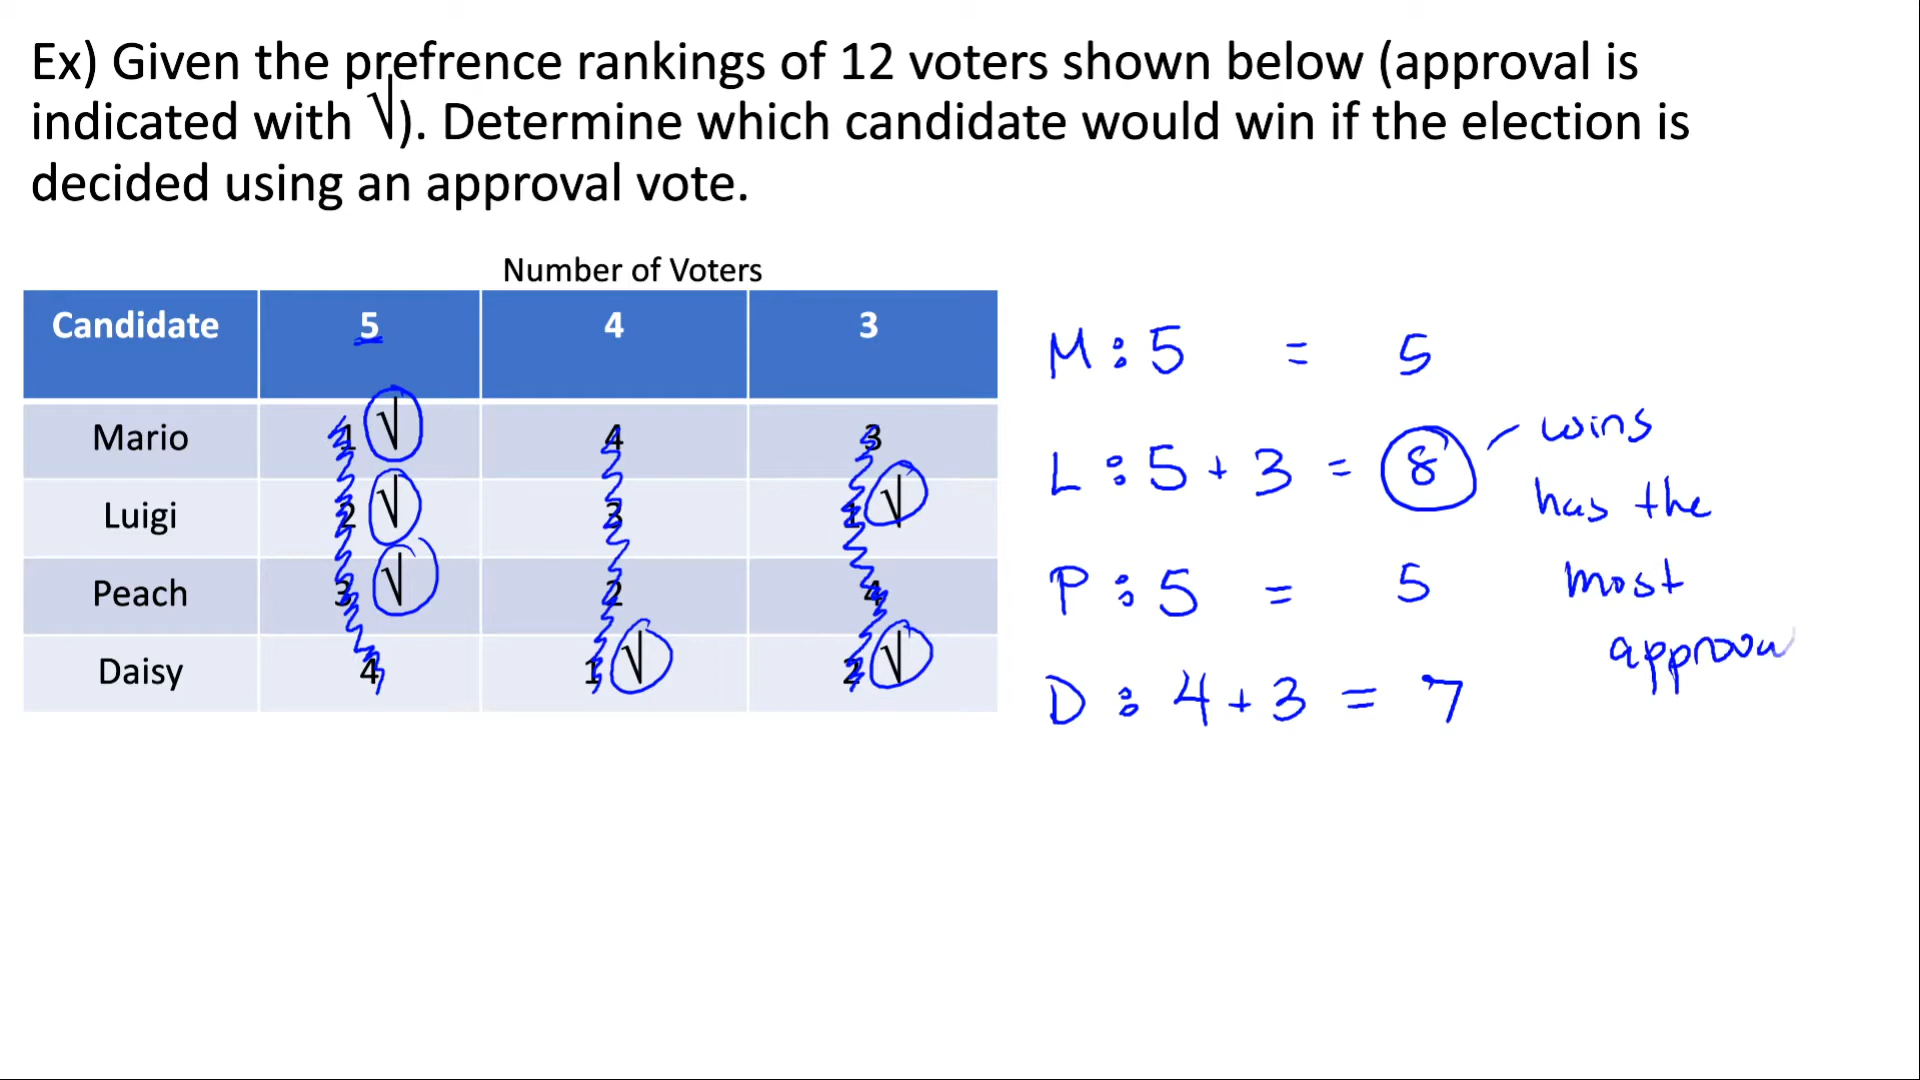 Ex) Given the prefrence rankings of 12 voters shown below (approval is
indicated with √). Determine which candidate would win if the election is
decided using an approval vote.
Number of Voters
Candidate 5 4 3
Mario 1 √ 4 3
Luigi 2 √ 3 1 √
Peach 3 √ 2 4
Daisy 4 1 √ 2 √
M : 5 = 5
L : 5 + 3 = 8 - wins
has the
most
P : 5 = 5
D : 4 + 3 = 7